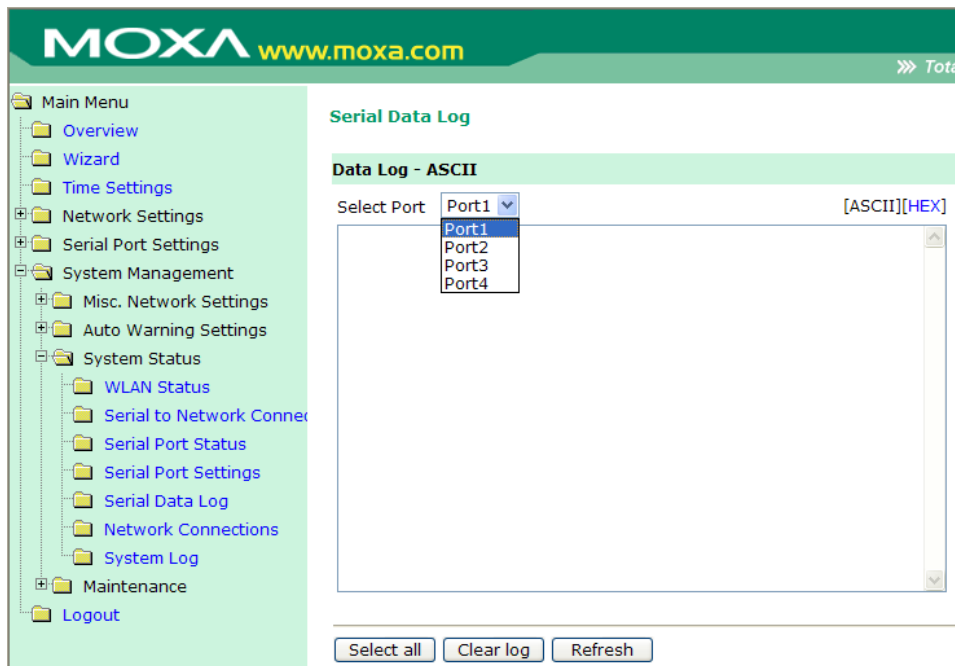 MOXA www.moxa.com
Tota
Main Menu
Overview
Wizard
Time Settings
Network Settings
Serial Port Settings
System Management
Misc. Network Settings
Auto Warning Settings
System Status
WLAN Status
Serial to Network Connec
Serial Port Status
Serial Port Settings
Serial Data Log
Network Connections
System Log
Maintenance
Logout
Serial Data Log
Data Log - ASCII
Select Port Port1 [ASCII][HEX]
Port1
Port2
Port3
Port4
Select all Clear log Refresh